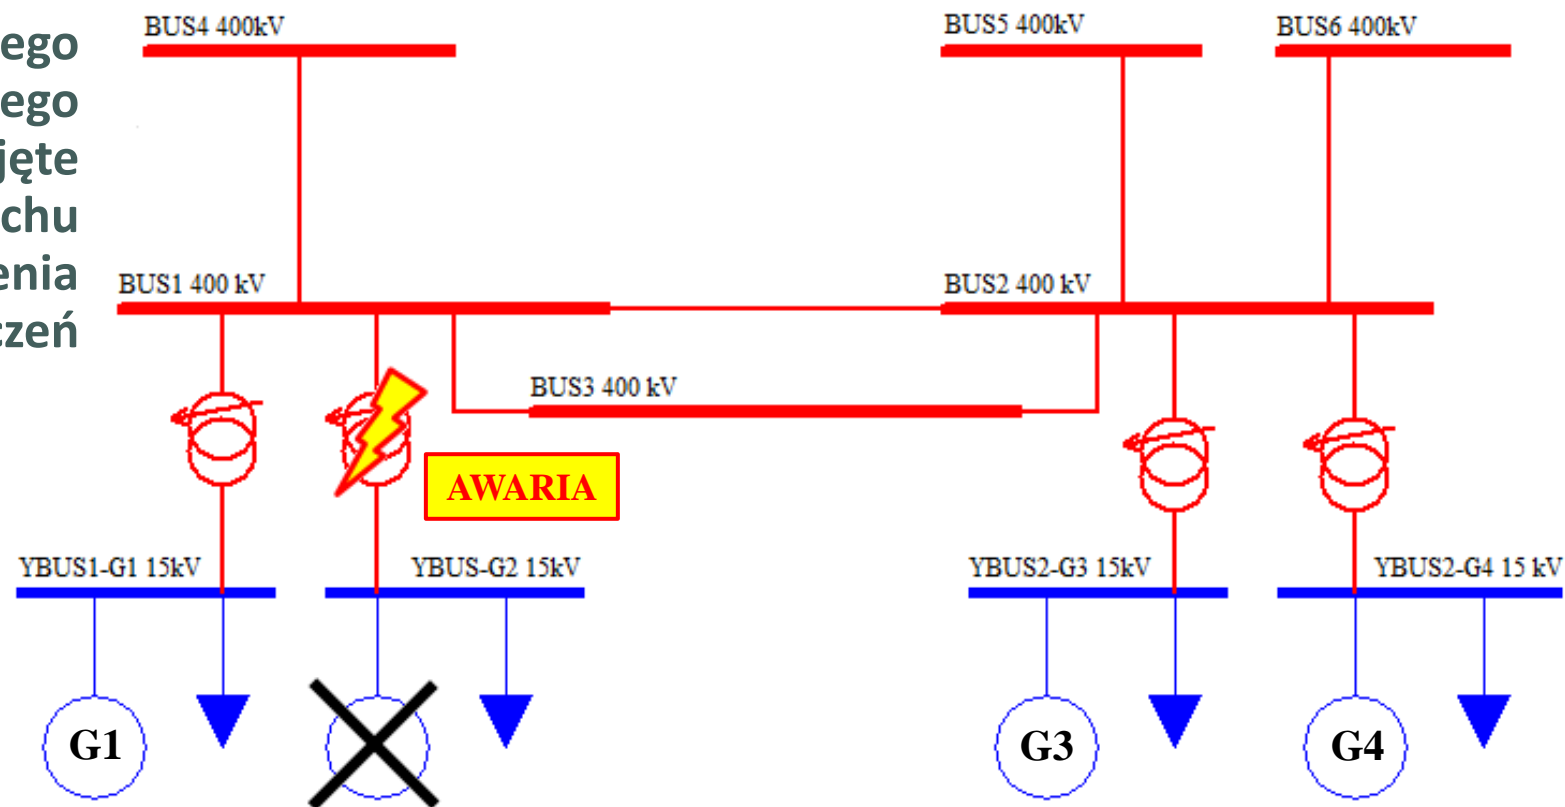 ego
ego
jęte
chu
enia
czeń
BUS4 400kV
BUS5 400kV
BUS6 400kV
BUS1 400 kV
BUS2 400 kV
BUS3 400 kV
AWARIA
YBUS1-G1 15kV
YBUS-G2 15kV
YBUS2-G3 15kV
YBUS2-G4 15 kV
G1
G3
G4